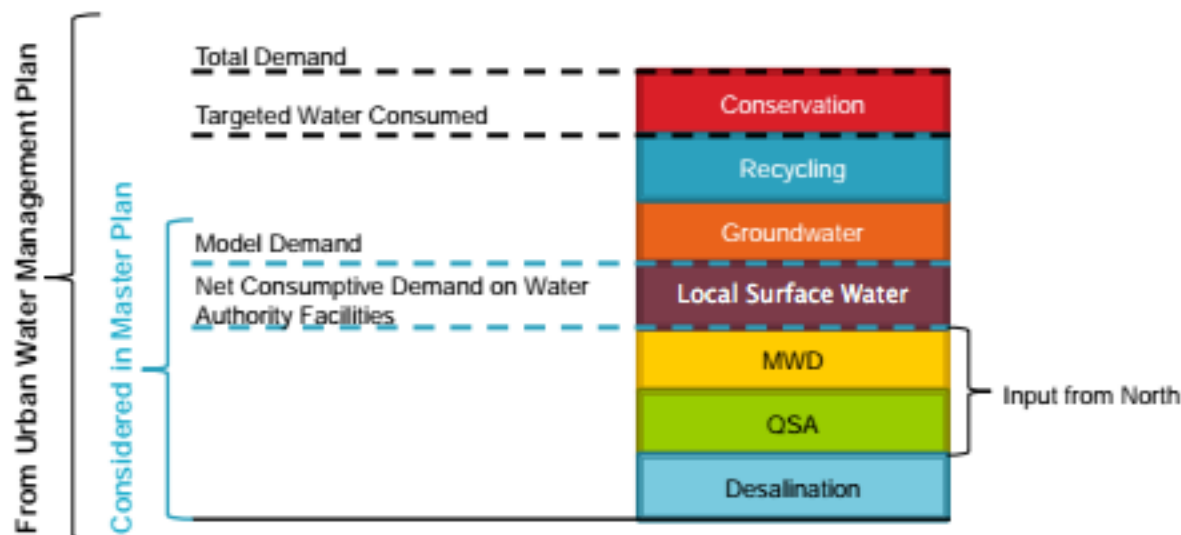 From Urban Water Management Plan
Considered in Master Plan
Total Demand
Targeted Water Consumed
Model Demand
Net Consumptive Demand on Water
Authority Facilities
Conservation
Recycling
Groundwater
Local Surface Water
MWD
QSA
Desalination
Input from North